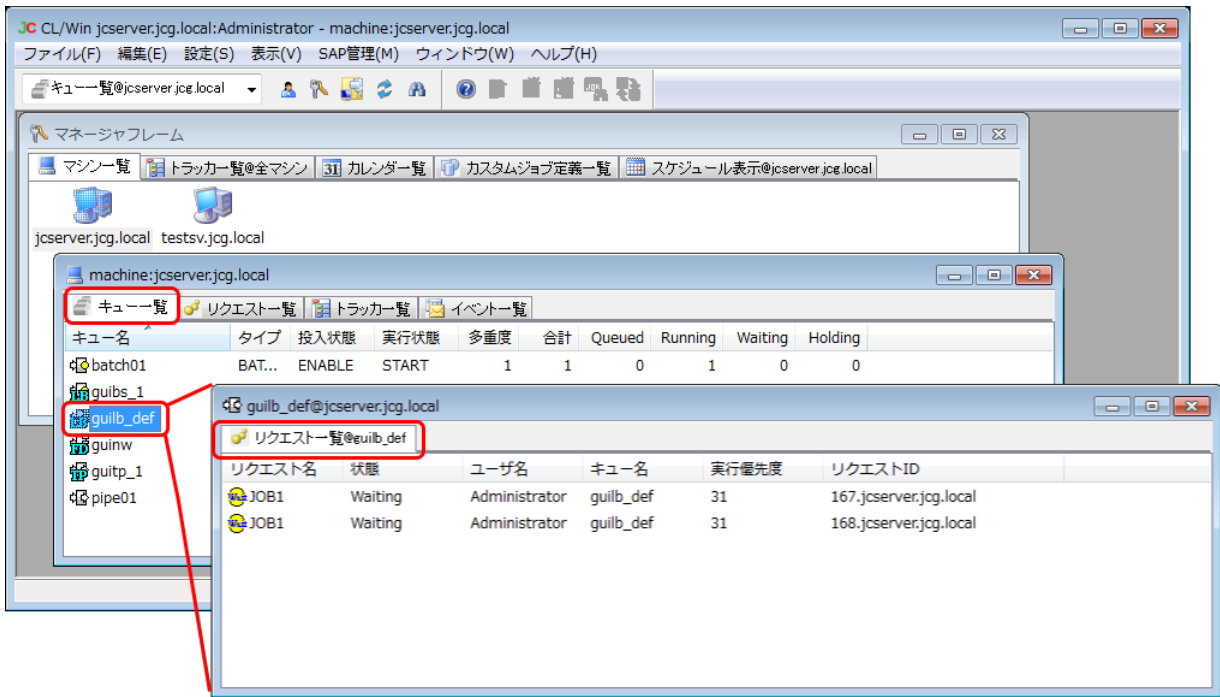 JC CL/Win jcserver.jcg.local:Administrator - machine:jcserver.jcg.local
ファイル(F) 編集(E) 設定(S) 表示(V) SAP管理(M) ウィンドウ(W) ヘルプ(H)
キュー一覧@jcserver.jcg.local
マネージャフレーム
マシン一覧 トラッカ一覧@全マシン 31 カレンダ一覧 カスタムジョブ定義一覧 スケジュール表示@jcserver.jcg.local
jcserver.jcg.local testsv.jcg.local
machine:jcserver.jcg.local
キュー一覧 リクエスト一覧 トラッカ一覧 イベント一覧
キュー名 タイプ 投入状態 実行状態 多重度 合計 Queued Running Waiting Holding
batch01 BAT... ENABLE START 1 1 0 1 0 0
guibs_1
guilb_def
guinw
guitp_1
pipe01
guilb_def@jcserver.jcg.local
リクエスト一覧@guilb_def
リクエスト名 状態 ユーザ名 キュー名 実行優先度 リクエストID
JOB1 Waiting Administrator guilb_def 31 167.jcserver.jcg.local
JOB1 Waiting Administrator guilb_def 31 168.jcserver.jcg.local